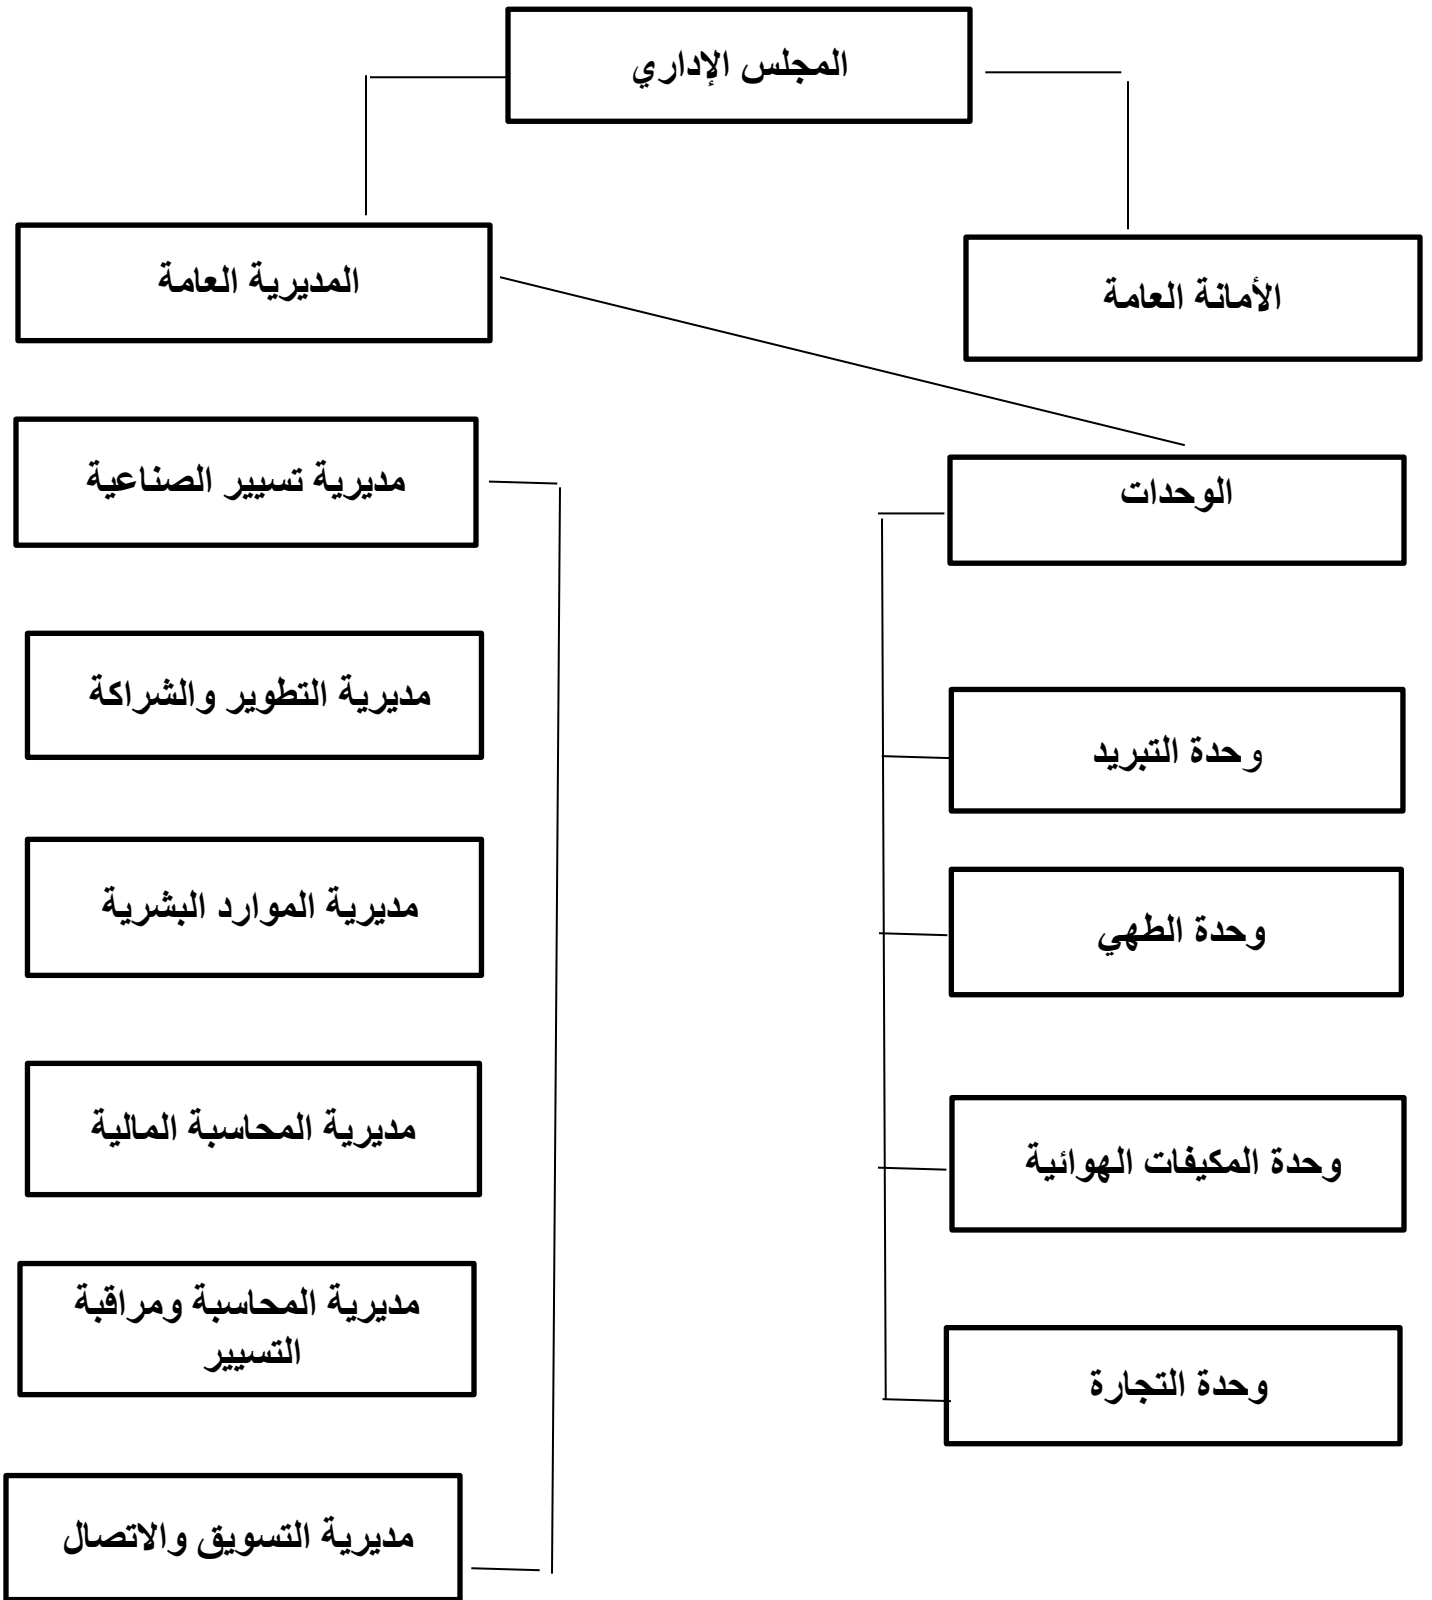 المجلس الإداري
الأمانة العامة
المديرية العامة
الوحدات
مديرية تسيير الصناعية
وحدة التبريد
مديرية التطوير والشراكة
وحدة الطهي
مديرية الموارد البشرية
وحدة المكيفات الهوائية
مديرية المحاسبة المالية
وحدة التجارة
مديرية المحاسبة ومراقبة
التسيير
مديرية التسويق والاتصال